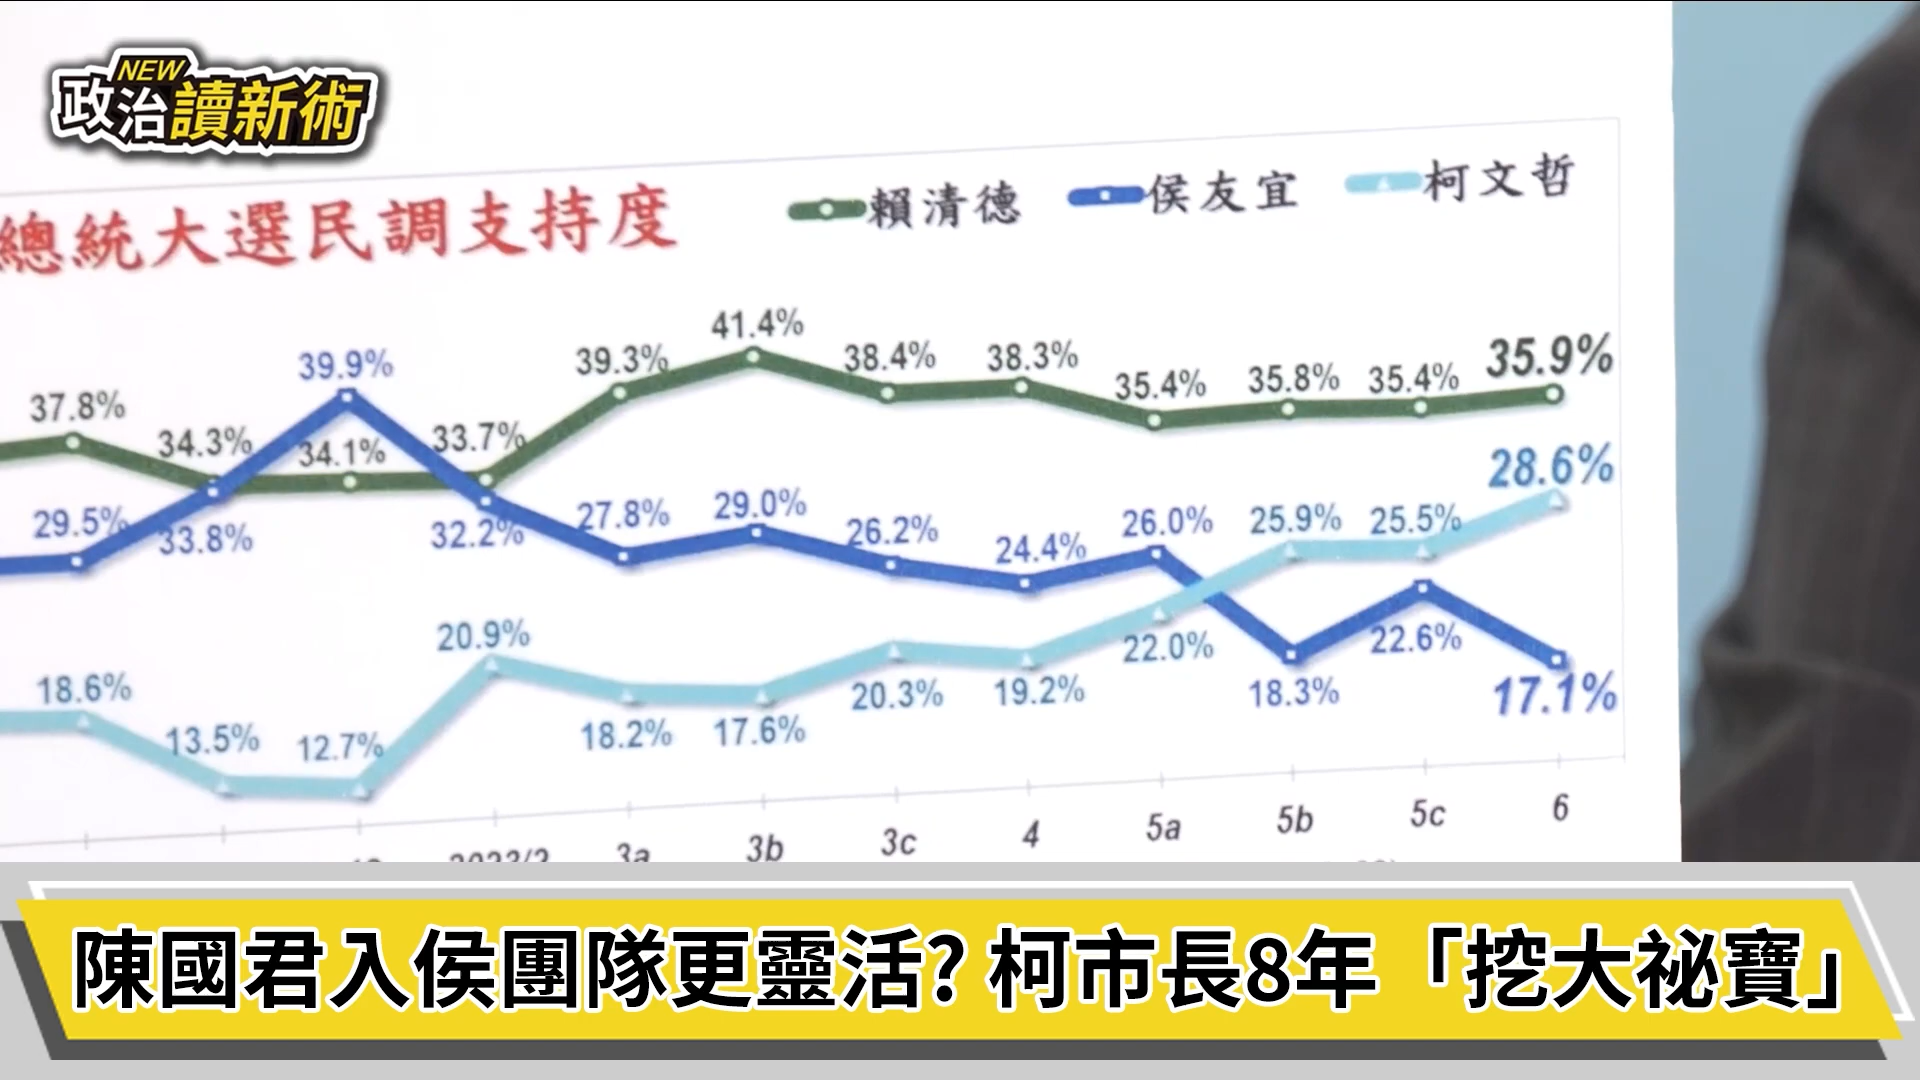 NEW
政治讀新術
總統大選民調支持度
賴清德 侯友宜 柯文哲
41.4%
39.9% 39.3% 38.4% 38.3% 35.9%
37.8% 34.3% 34.1% 33.7% 35.4% 35.8% 35.4%
28.6%
29.5% 33.8% 32.2% 27.8% 29.0% 26.2% 24.4% 26.0% 25.9% 25.5%
20.9% 22.0% 22.6%
18.6% 13.5% 12.7% 18.2% 17.6% 20.3% 19.2% 18.3% 17.1%
3a 3b 3c 4 5a 5b 5c 6
陳國君入侯團隊更靈活? 柯市長8年「挖大祕寶」